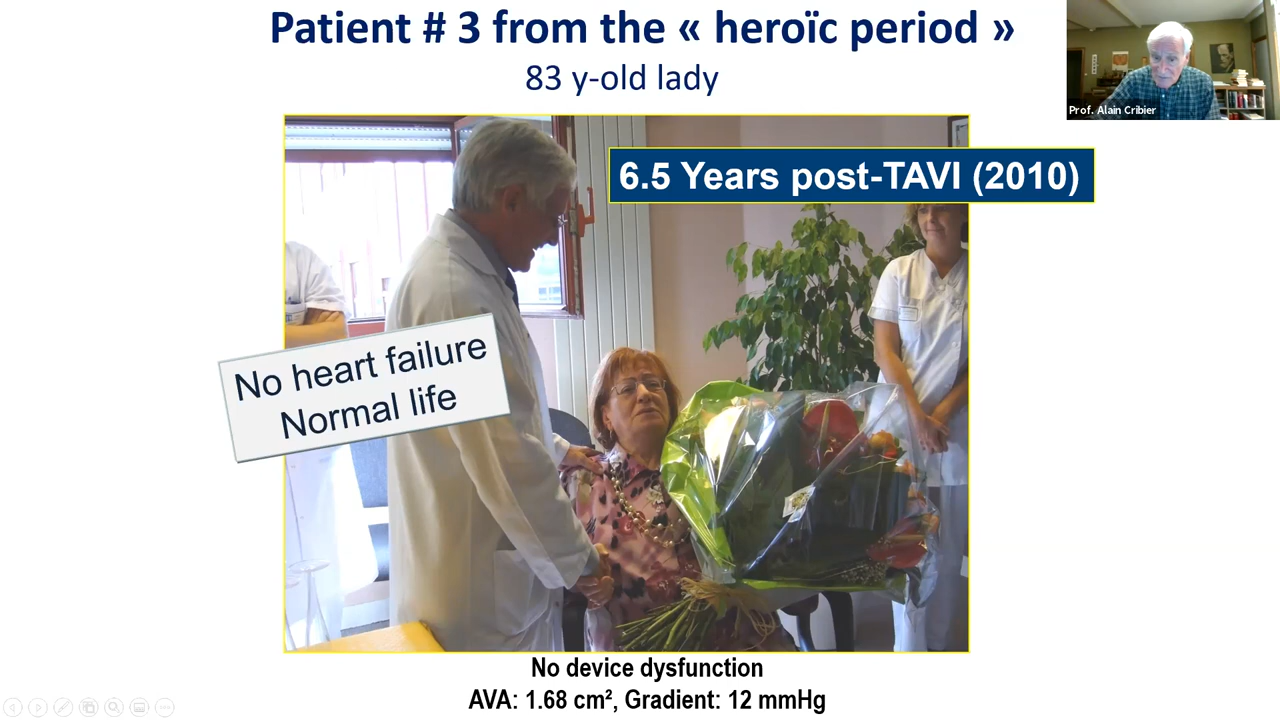 Patient # 3 from the « heroïc period »
83 y-old lady
Prof. Alain Cribier
6.5 Years post-TAVI (2010)
No heart failure
Normal life
No device dysfunction
AVA: 1.68 cm², Gradient: 12 mmHg